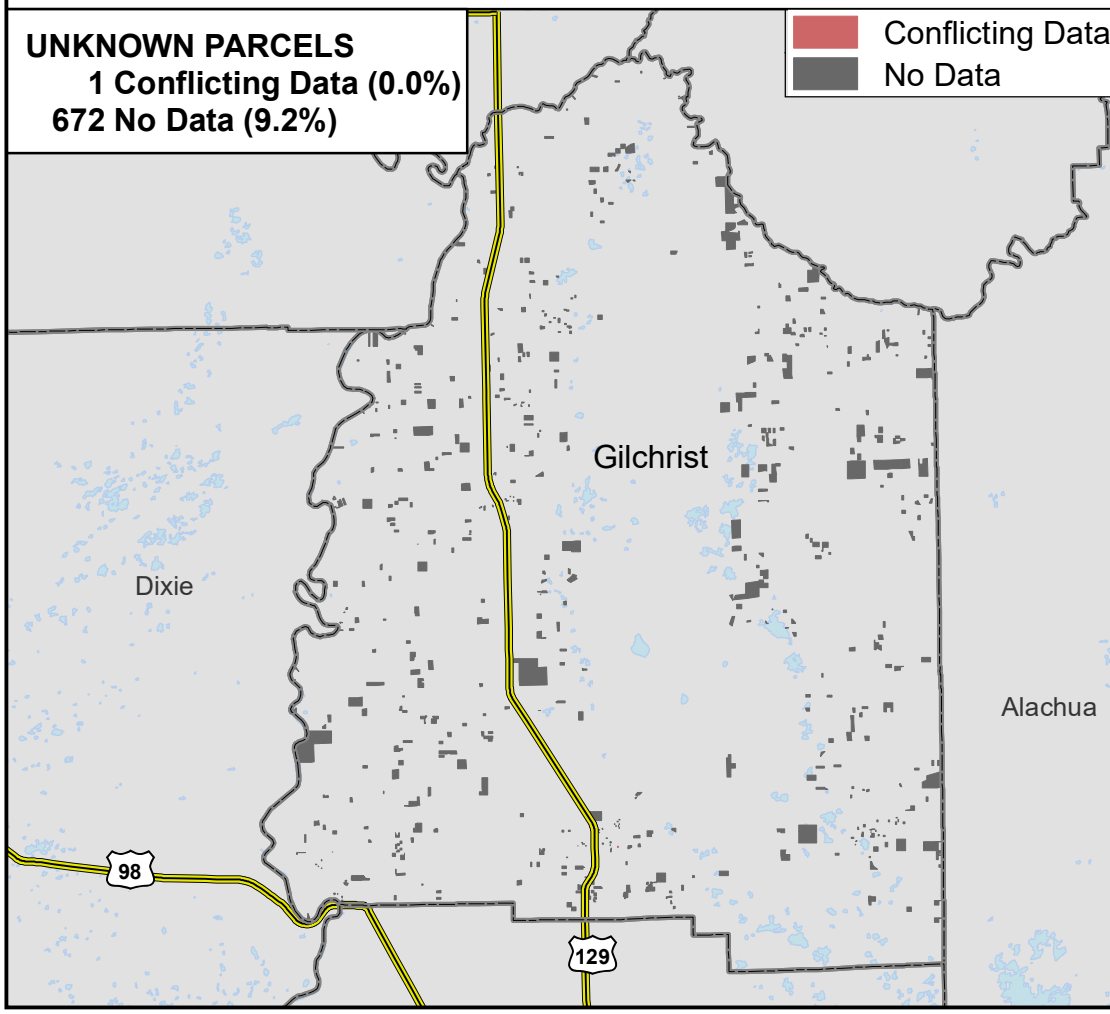 UNKNOWN PARCELS
1 Conflicting Data (0.0%)
672 No Data (9.2%)
Conflicting Data
No Data
Gilchrist
Dixie
Alachua
98
129